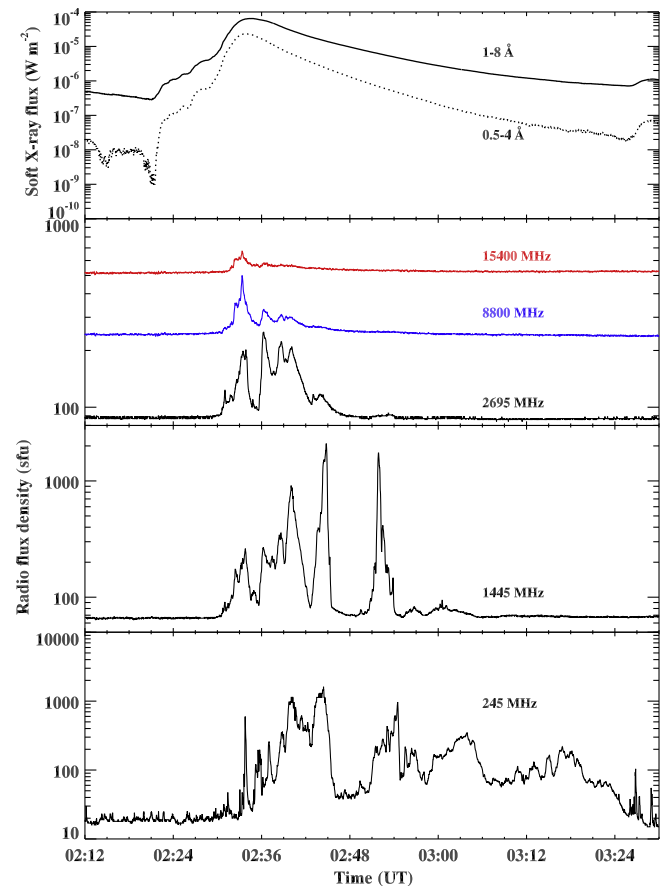 Soft X-ray flux (W m⁻²)
10⁻⁴
10⁻⁵
10⁻⁶
10⁻⁷
10⁻⁸
10⁻⁹
10⁻¹⁰
1-8 Å
0.5-4 Å
Radio flux density (sfu)
1000
100
15400 MHz
8800 MHz
2695 MHz
1000
100
1445 MHz
10000
1000
100
10
245 MHz
02:12 02:24 02:36 02:48 03:00 03:12 03:24
Time (UT)